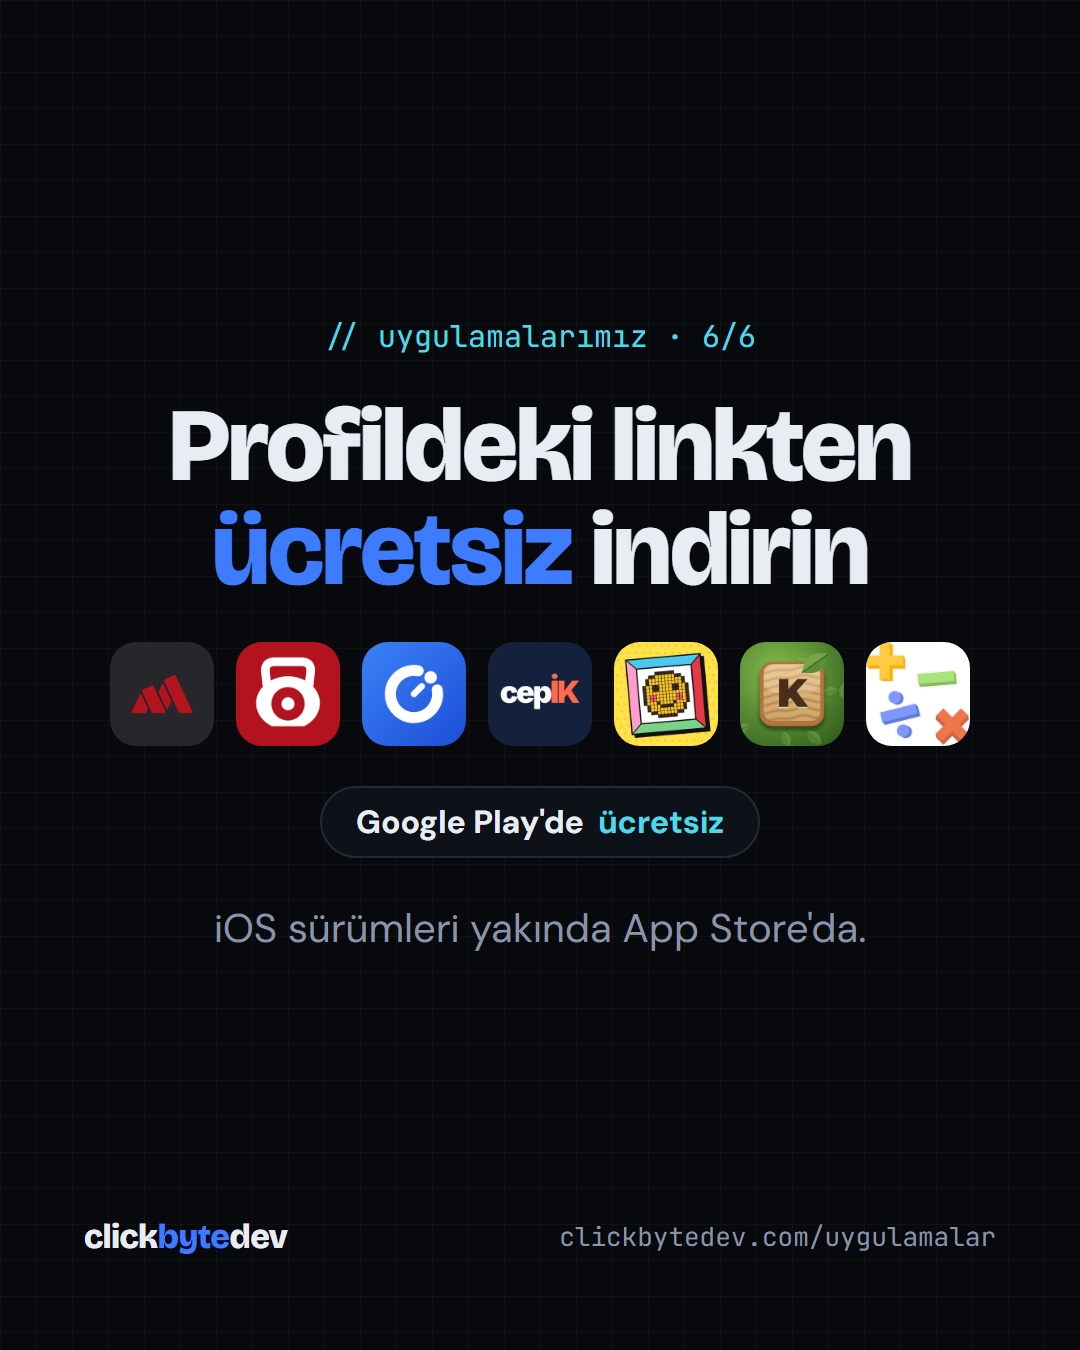 // uygulamalarımız · 6/6
Profildeki linkten
ücretsiz indirin
cepiK
K
Google Play'de ücretsiz
iOS sürümleri yakında App Store'da.
clickbytedev
clickbytedev.com/uygulamalar